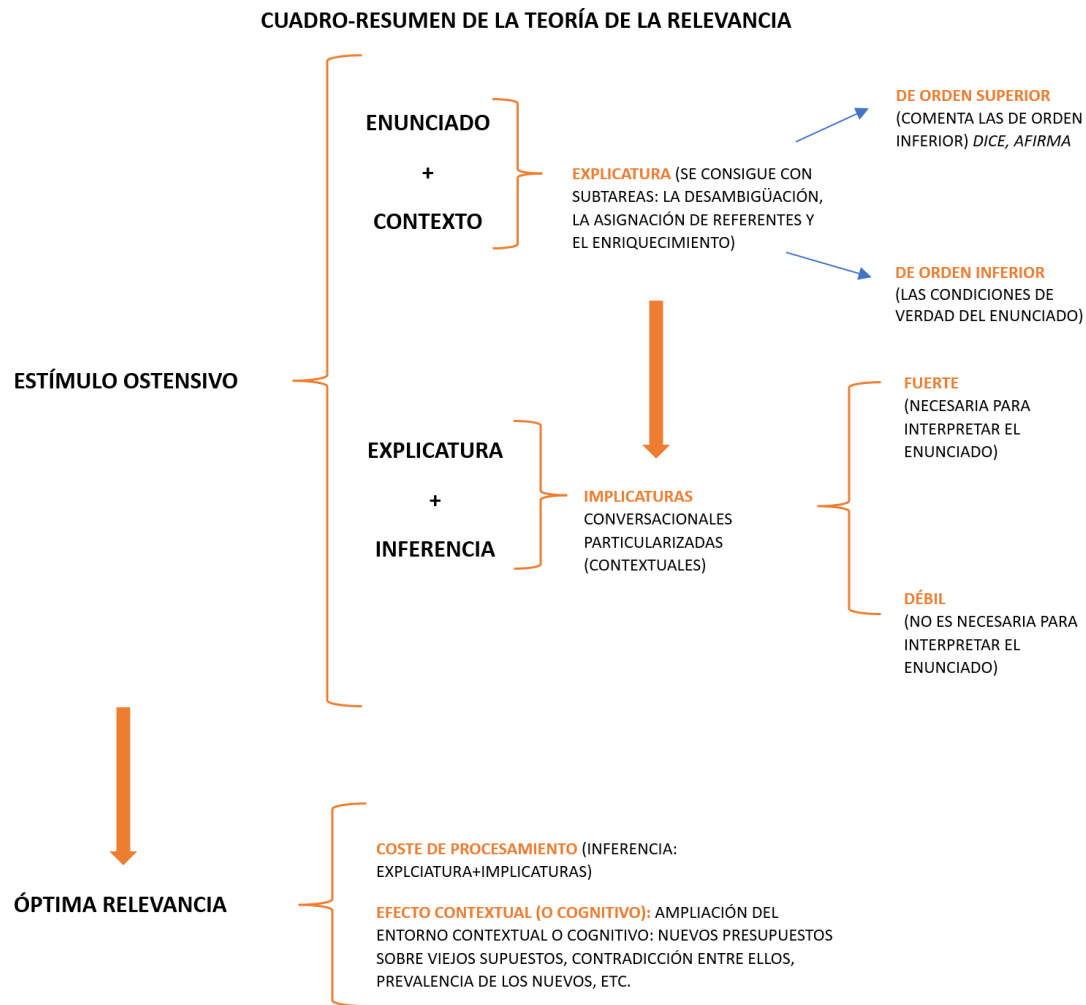 CUADRO-RESUMEN DE LA TEORÍA DE LA RELEVANCIA
ENUNCIADO
+
CONTEXTO
EXPLICATURA (SE CONSIGUE CON
SUBTAREAS: LA DESAMBIGÜACIÓN,
LA ASIGNACIÓN DE REFERENTES Y
EL ENRIQUECIMIENTO)
DE ORDEN SUPERIOR
(COMENTA LAS DE ORDEN
INFERIOR) DICE, AFIRMA
DE ORDEN INFERIOR
(LAS CONDICIONES DE
VERDAD DEL ENUNCIADO)
ESTÍMULO OSTENSIVO
EXPLICATURA
+
INFERENCIA
IMPLICATURAS
CONVERSACIONALES
PARTICULARIZADAS
(CONTEXTUALES)
FUERTE
(NECESARIA PARA
INTERPRETAR EL
ENUNCIADO)
DÉBIL
(NO ES NECESARIA PARA
INTERPRETAR EL
ENUNCIADO)
ÓPTIMA RELEVANCIA
COSTE DE PROCESAMIENTO (INFERENCIA:
EXPLCIATURA+IMPLICATURAS)
EFECTO CONTEXTUAL (O COGNITIVO): AMPLIACIÓN DEL
ENTORNO CONTEXTUAL O COGNITIVO: NUEVOS PRESUPUESTOS
SOBRE VIEJOS SUPUESTOS, CONTRADICCIÓN ENTRE ELLOS,
PREVALENCIA DE LOS NUEVOS, ETC.